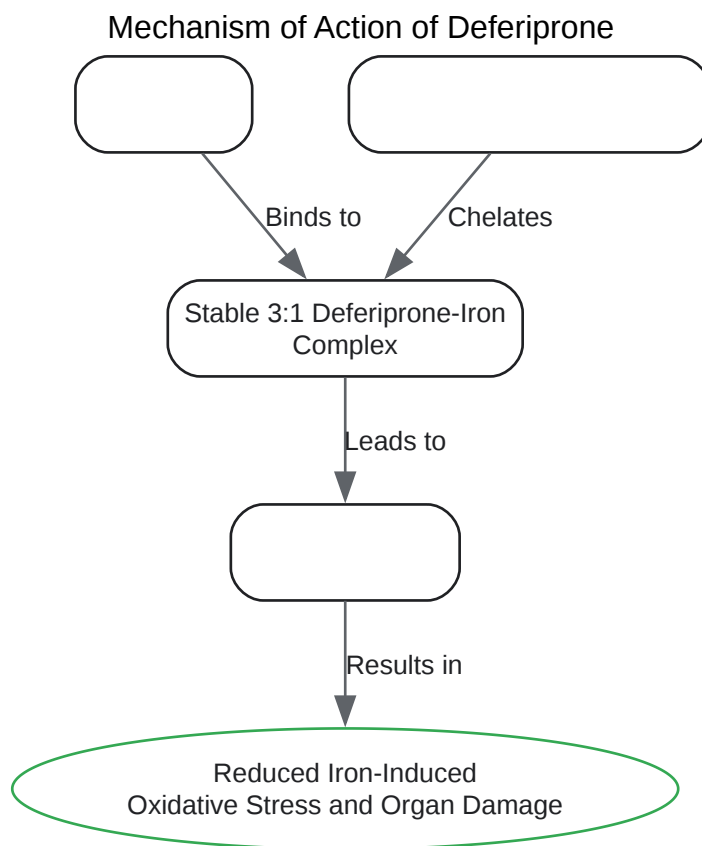 Mechanism of Action of Deferiprone
Binds to
Chelates
Stable 3:1 Deferiprone-Iron
Complex
Leads to
Results in
Reduced Iron-Induced
Oxidative Stress and Organ Damage